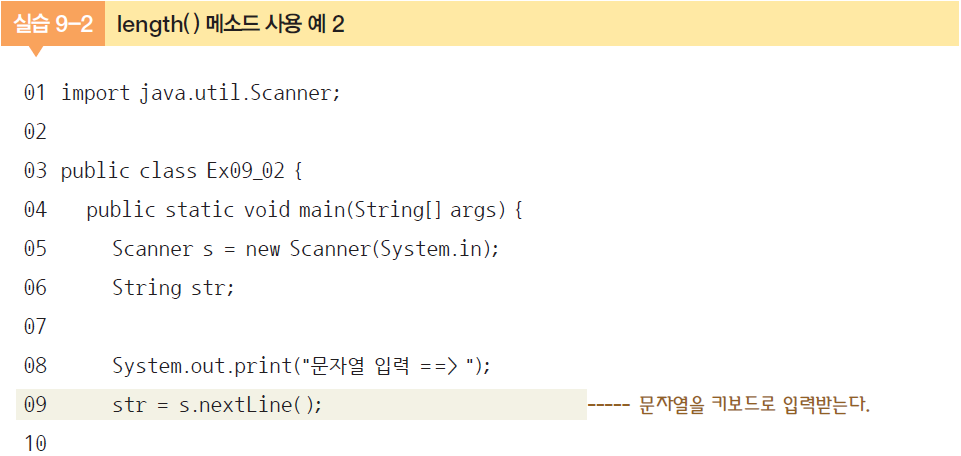 실습 9-2 length( ) 메소드 사용 예 2
01 import java.util.Scanner;
02
03 public class Ex09_02 {
04 public static void main(String[] args) {
05 Scanner s = new Scanner(System.in);
06 String str;
07
08 System.out.print("문자열 입력 ==> ");
09 str = s.nextLine( ); ----- 문자열을 키보드로 입력받는다.
10